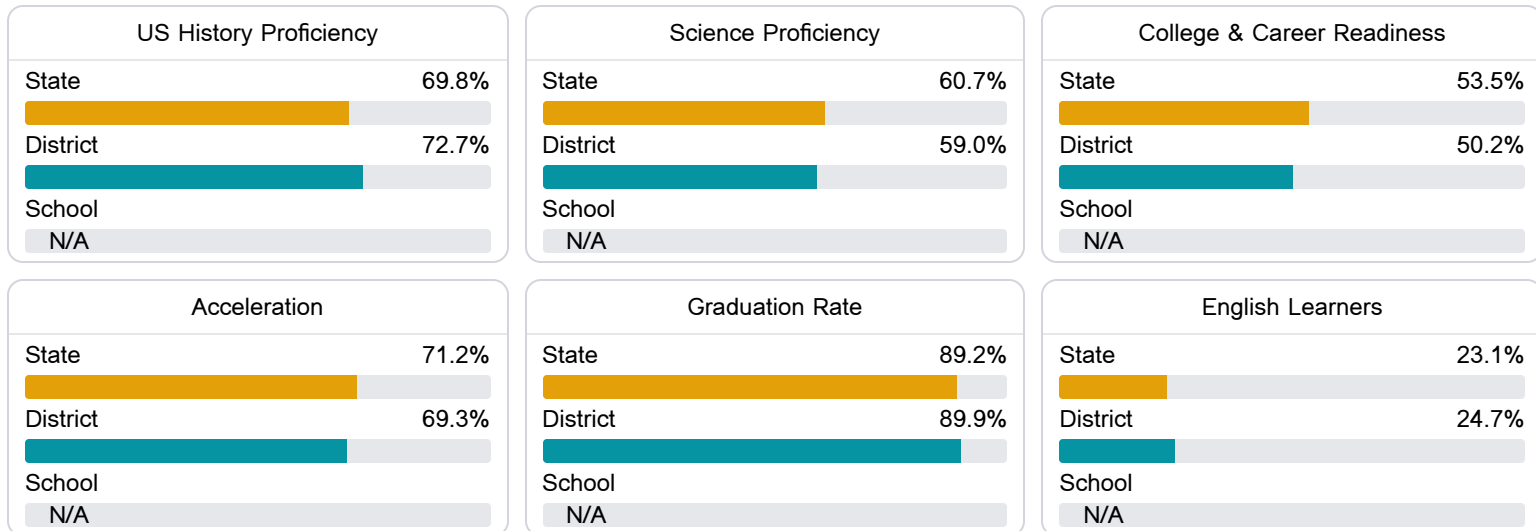 US History Proficiency
State 69.8%
District 72.7%
School
N/A
Science Proficiency
State 60.7%
District 59.0%
School
N/A
College & Career Readiness
State 53.5%
District 50.2%
School
N/A
Acceleration
State 71.2%
District 69.3%
School
N/A
Graduation Rate
State 89.2%
District 89.9%
School
N/A
English Learners
State 23.1%
District 24.7%
School
N/A